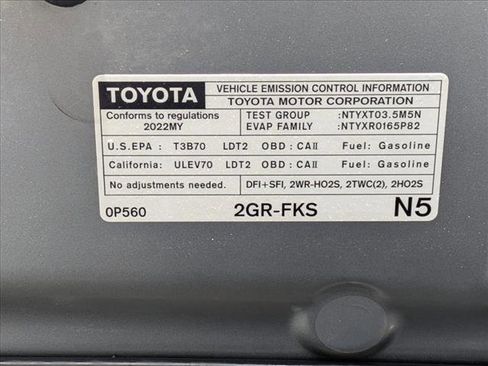 TOYOTA
VEHICLE EMISSION CONTROL INFORMATION
TOYOTA MOTOR CORPORATION
Conforms to regulations
2022MY
TEST GROUP :NTYXT03.5M5N
EVAP FAMILY :NTYXR0165P82
U.S.EPA : T3B70 LDT2 OBD : CAII Fuel: Gasoline
California: ULEV70 LDT2 OBD : CAII Fuel: Gasoline
No adjustments needed. DFI+SFI, 2WR-HO2S, 2TWC(2), 2HO2S
0P560 2GR-FKS N5